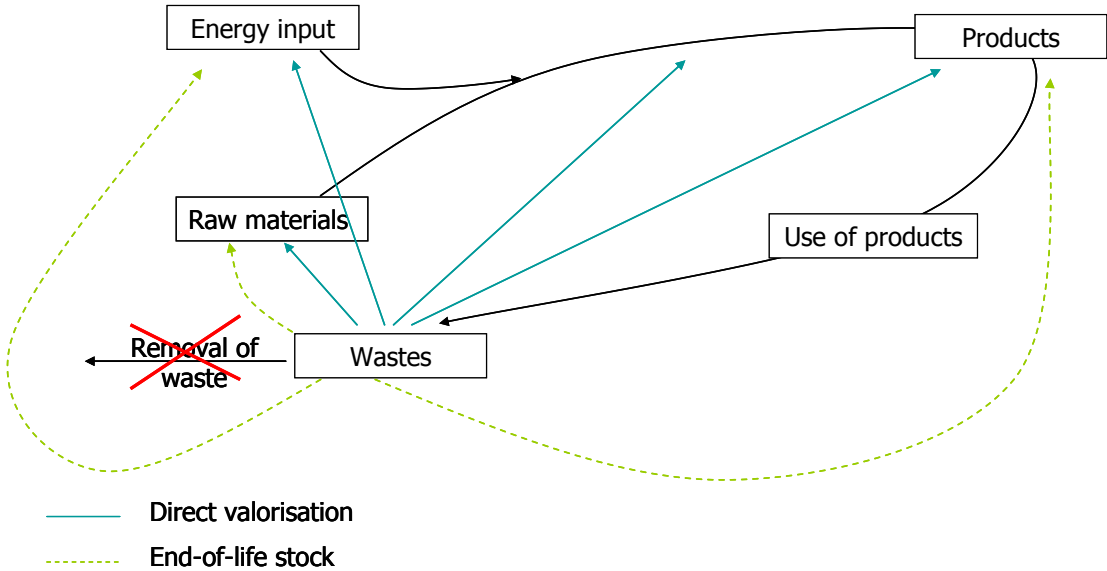 Energy input
Products
Raw materials
Use of products
Removal of
waste
Wastes
Direct valorisation
End-of-life stock